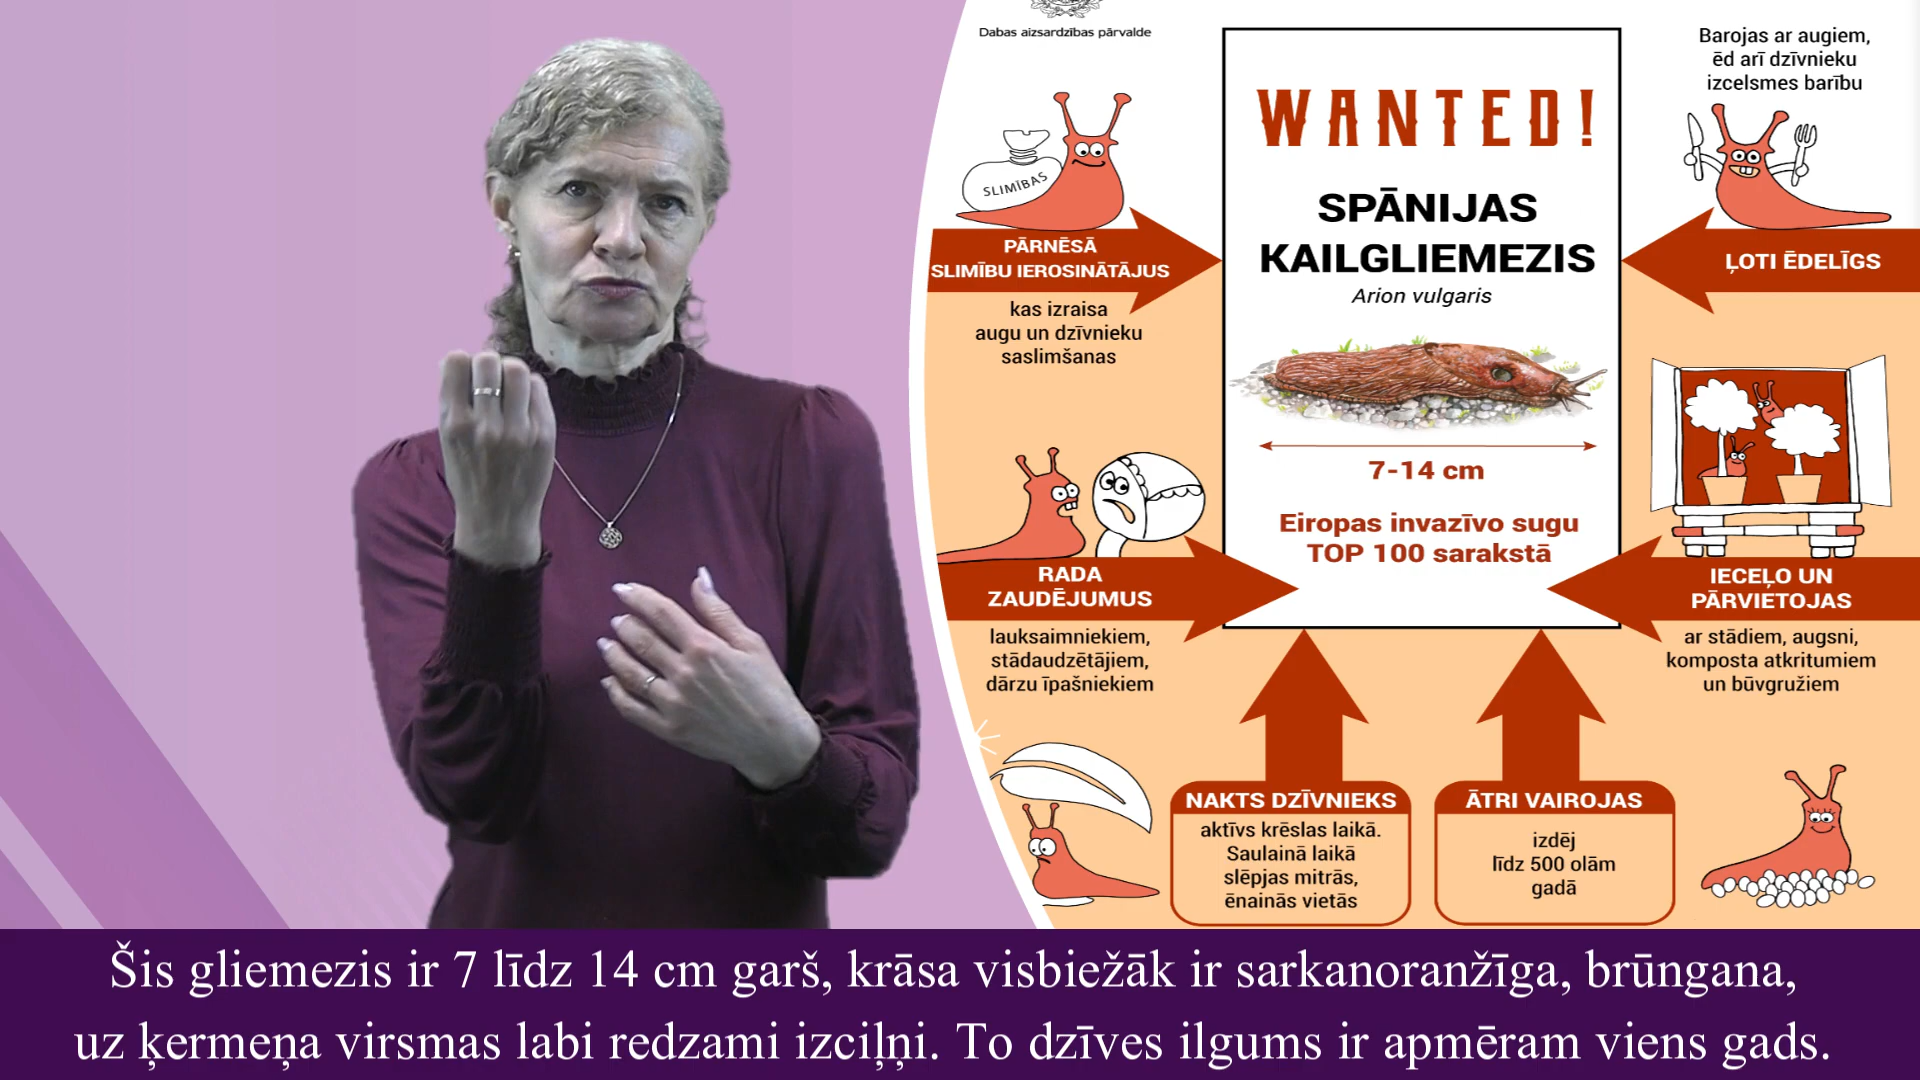 Dabas aizsardzības pārvalde
SLIMĪBAS
PĀRNĒSĀ
SLIMĪBU IEROSINĀTĀJUS
kas izraisa
augu un dzīvnieku
saslimšanas
RADA
ZAUDĒJUMUS
lauksaimniekiem,
stādaudzētājiem,
dārzu īpašniekiem
WANTED!
SPĀNIJAS
KAILGLIEMEZIS
Arion vulgaris
7-14 cm
Eiropas invazīvo sugu
TOP 100 sarakstā
Barojas ar augiem,
ēd arī dzīvnieku
izcelsmes barību
ĻOTI ĒDELĪGS
IECEĻO UN
PĀRVIETOJAS
ar stādiem, augsni,
komposta atkritumiem
un būvgružiem
NAKTS DZĪVNIEKS
aktīvs krēslas laikā.
Saulainā laikā
slēpjas mitrās,
ēnainās vietās
ĀTRI VAIROJAS
izdēj
līdz 500 olām
gadā
Šis gliemezis ir 7 līdz 14 cm garš, krāsa visbiežāk ir sarkanoranžīga, brūngana,
uz ķermeņa virsmas labi redzami izciļņi. To dzīves ilgums ir apmēram viens gads.